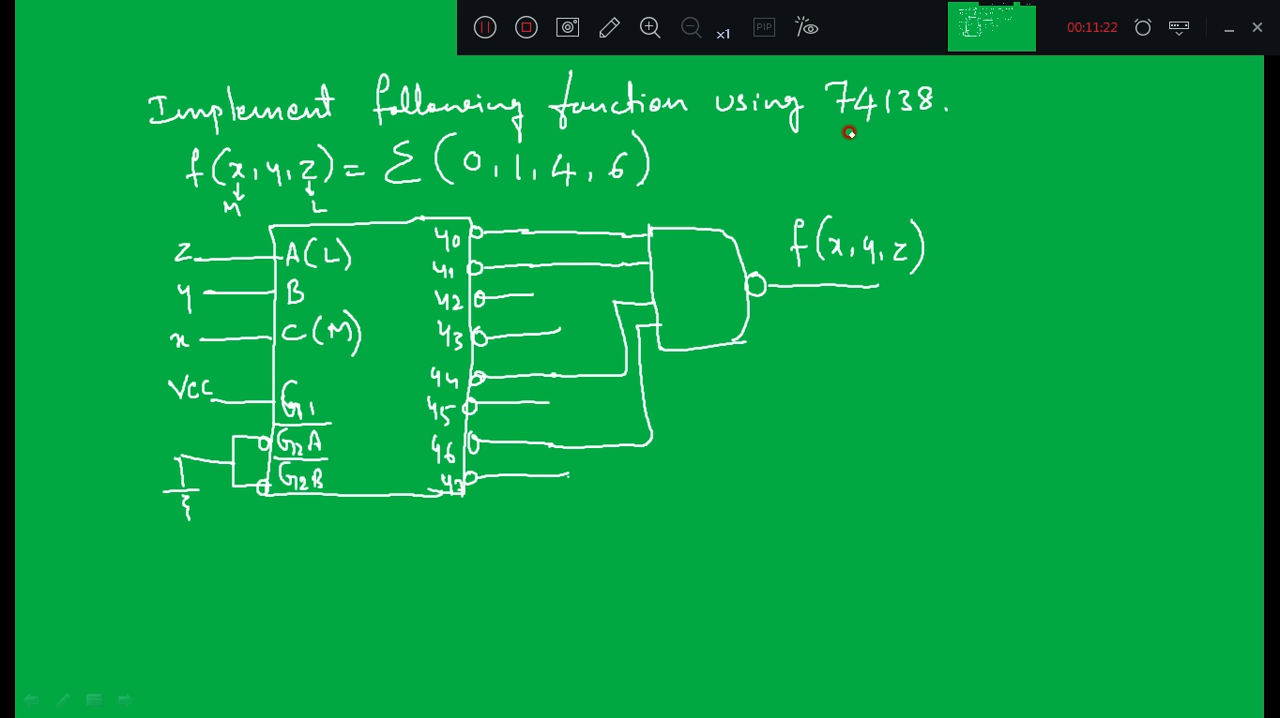 x1
PIP
00:11:22
Implement following function using 74138.
f(x,y,z) = Σ(0,1,4,6)
M L
z A(L) y0 f(x,y,z)
y1
y B y2
x C(M) y3
y4
VCC G1 y5
G2A y6
G2B y7